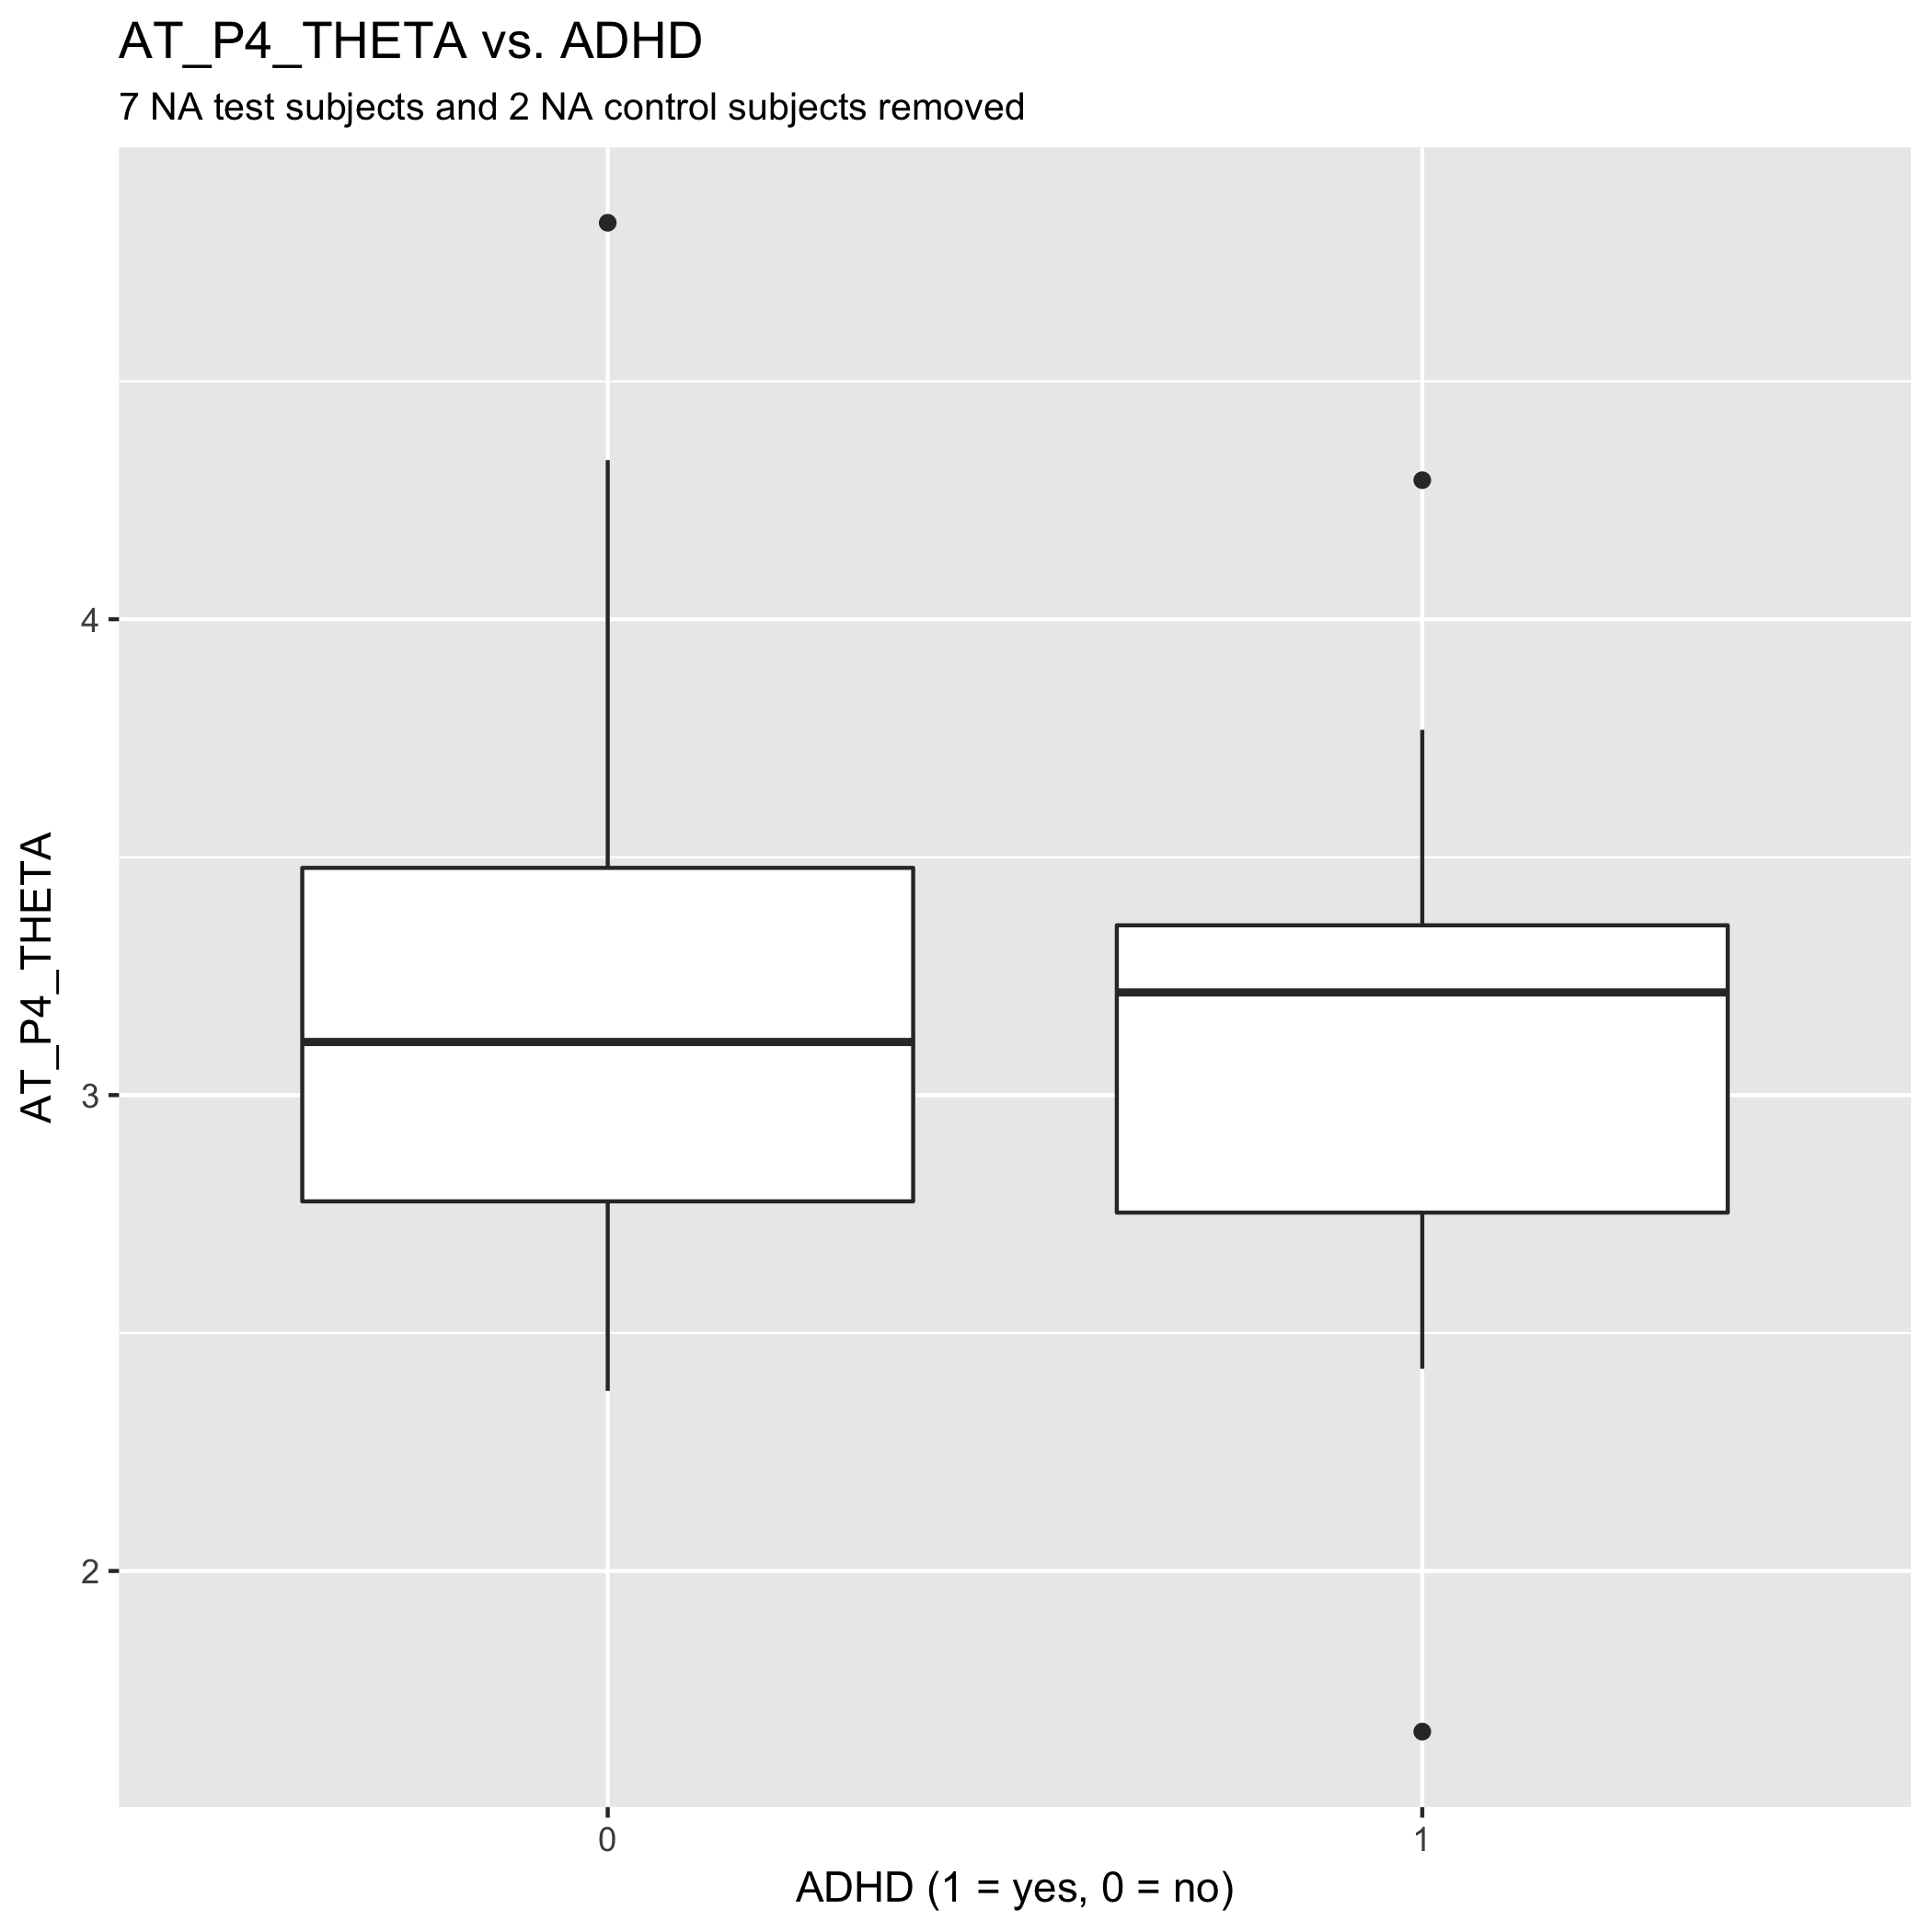 AT_P4_THETA vs. ADHD
7 NA test subjects and 2 NA control subjects removed
AT_P4_THETA
4
3
2
0
1
ADHD (1 = yes, 0 = no)